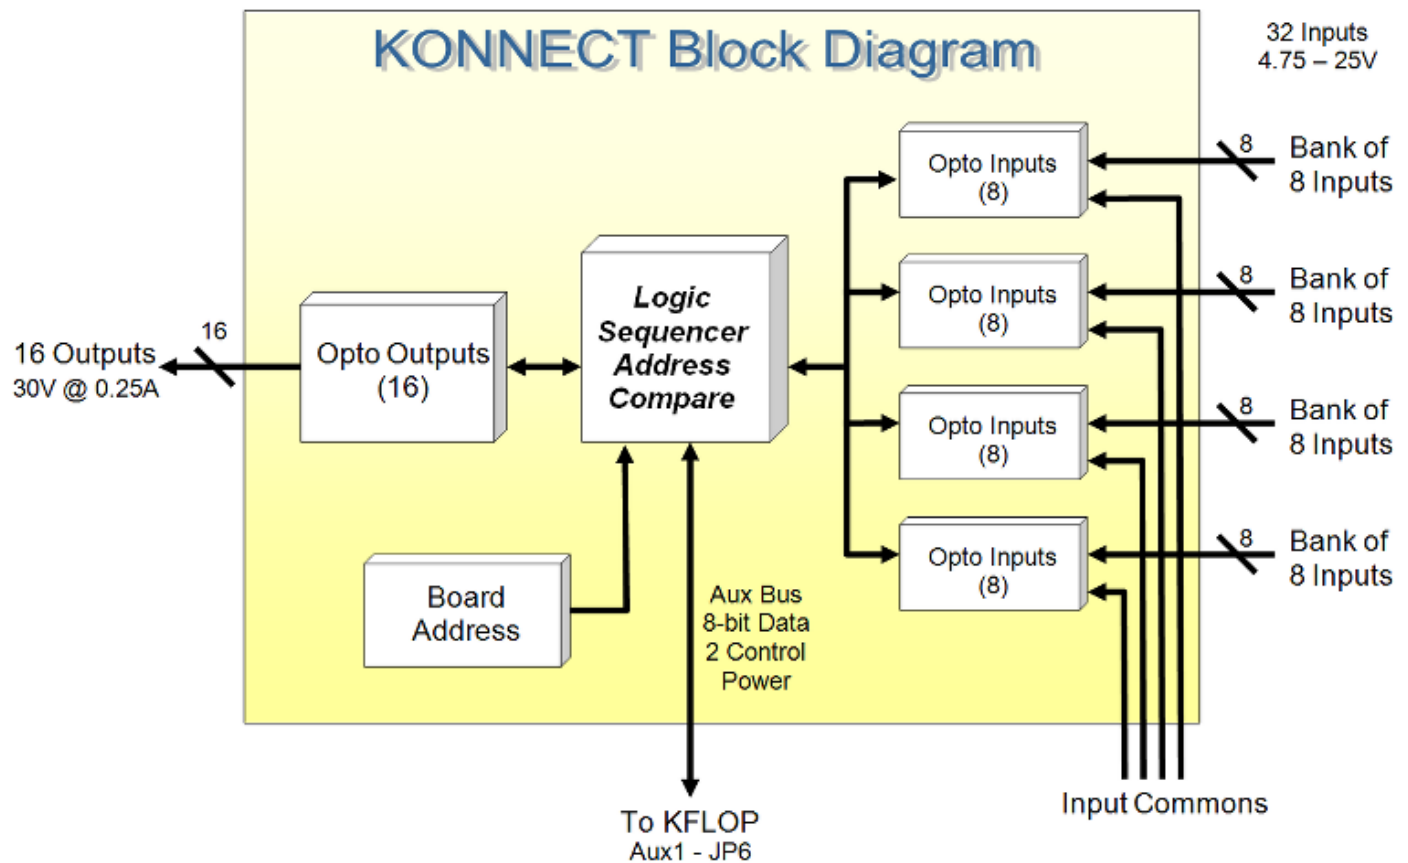 KONNECT Block Diagram
32 Inputs
4.75 – 25V
Opto Inputs
(8)
8
Bank of
8 Inputs
Opto Inputs
(8)
8
Bank of
8 Inputs
Logic
Sequencer
Address
Compare
16 Outputs
30V @ 0.25A
16
Opto Outputs
(16)
Opto Inputs
(8)
8
Bank of
8 Inputs
Opto Inputs
(8)
8
Bank of
8 Inputs
Board
Address
Aux Bus
8-bit Data
2 Control
Power
Input Commons
To KFLOP
Aux1 - JP6